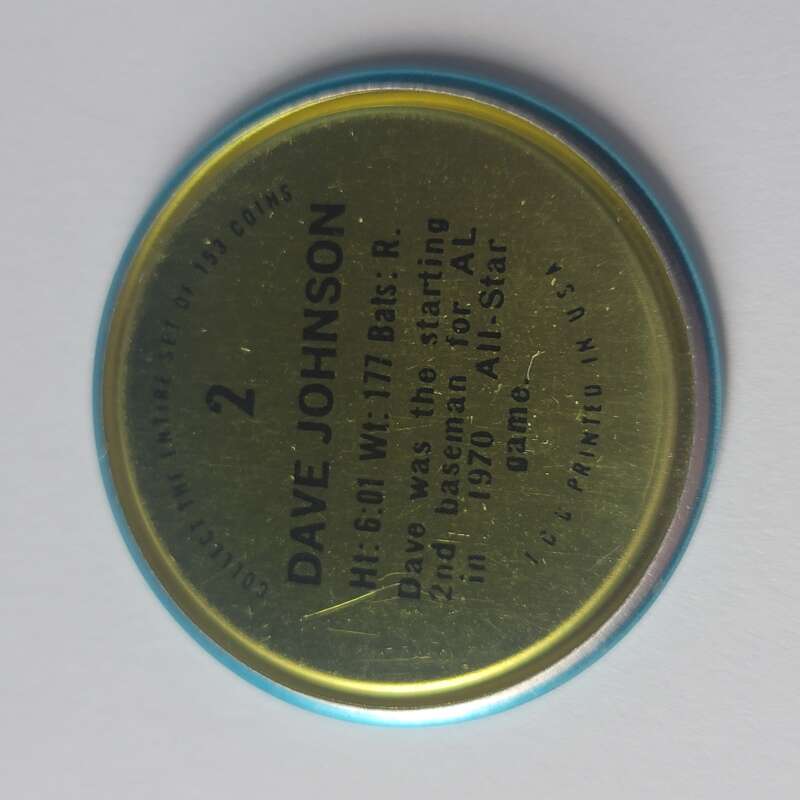 COLLECT THE ENTIRE SET OF 153 COINS
2
DAVE JOHNSON
Ht: 6:01 Wt: 177 Bats: R.
Dave was the starting
2nd baseman for AL
in 1970 All-Star
game.
PRINTED IN USA